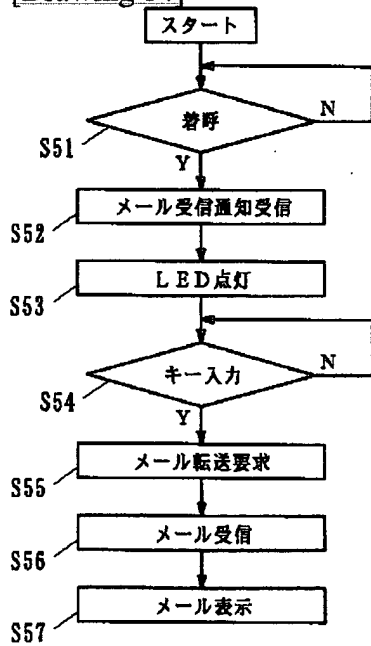 スタート
着呼
N
S51
Y
メール受信通知受信
S52
LED点灯
S53
キー入力
N
S54
Y
メール転送要求
S55
メール受信
S56
メール表示
S57